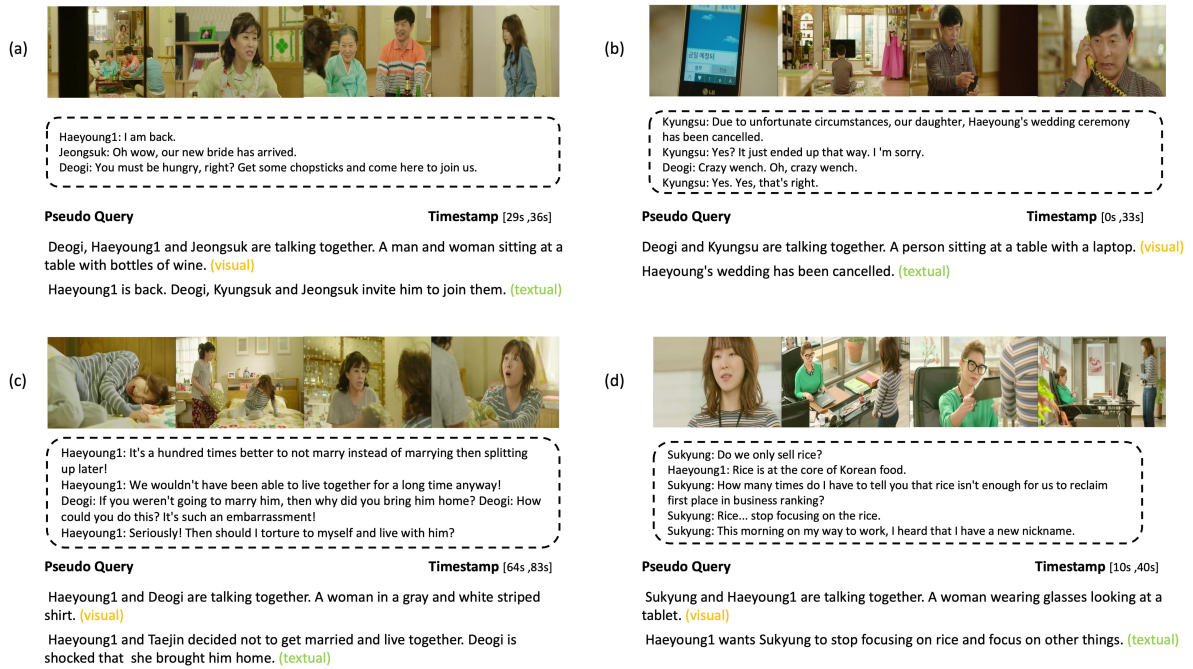 (a)
Haeyoung1: I am back.
Jeongsuk: Oh wow, our new bride has arrived.
Deogi: You must be hungry, right? Get some chopsticks and come here to join us.
Pseudo Query Timestamp [29s ,36s]
Deogi, Haeyoung1 and Jeongsuk are talking together. A man and woman sitting at a
table with bottles of wine. (visual)
Haeyoung1 is back. Deogi, Kyungsuk and Jeongsuk invite him to join them. (textual)
(b)
LG
Kyungsu: Due to unfortunate circumstances, our daughter, Haeyoung's wedding ceremony
has been cancelled.
Kyungsu: Yes? It just ended up that way. I 'm sorry.
Deogi: Crazy wench. Oh, crazy wench.
Kyungsu: Yes. Yes, that's right.
Pseudo Query Timestamp [0s ,33s]
Deogi and Kyungsu are talking together. A person sitting at a table with a laptop. (visual)
Haeyoung's wedding has been cancelled. (textual)
(c)
Haeyoung1: It's a hundred times better to not marry instead of marrying then splitting
up later!
Haeyoung1: We wouldn't have been able to live together for a long time anyway!
Deogi: If you weren't going to marry him, then why did you bring him home? Deogi: How
could you do this? It's such an embarrassment!
Haeyoung1: Seriously! Then should I torture to myself and live with him?
Pseudo Query Timestamp [64s ,83s]
Haeyoung1 and Deogi are talking together. A woman in a gray and white striped
shirt. (visual)
Haeyoung1 and Taejin decided not to get married and live together. Deogi is
shocked that she brought him home. (textual)
(d)
Sukyung: Do we only sell rice?
Haeyoung1: Rice is at the core of Korean food.
Sukyung: How many times do I have to tell you that rice isn't enough for us to reclaim
first place in business ranking?
Sukyung: Rice... stop focusing on the rice.
Sukyung: This morning on my way to work, I heard that I have a new nickname.
Pseudo Query Timestamp [10s ,40s]
Sukyung and Haeyoung1 are talking together. A woman wearing glasses looking at a
tablet. (visual)
Haeyoung1 wants Sukyung to stop focusing on rice and focus on other things. (textual)